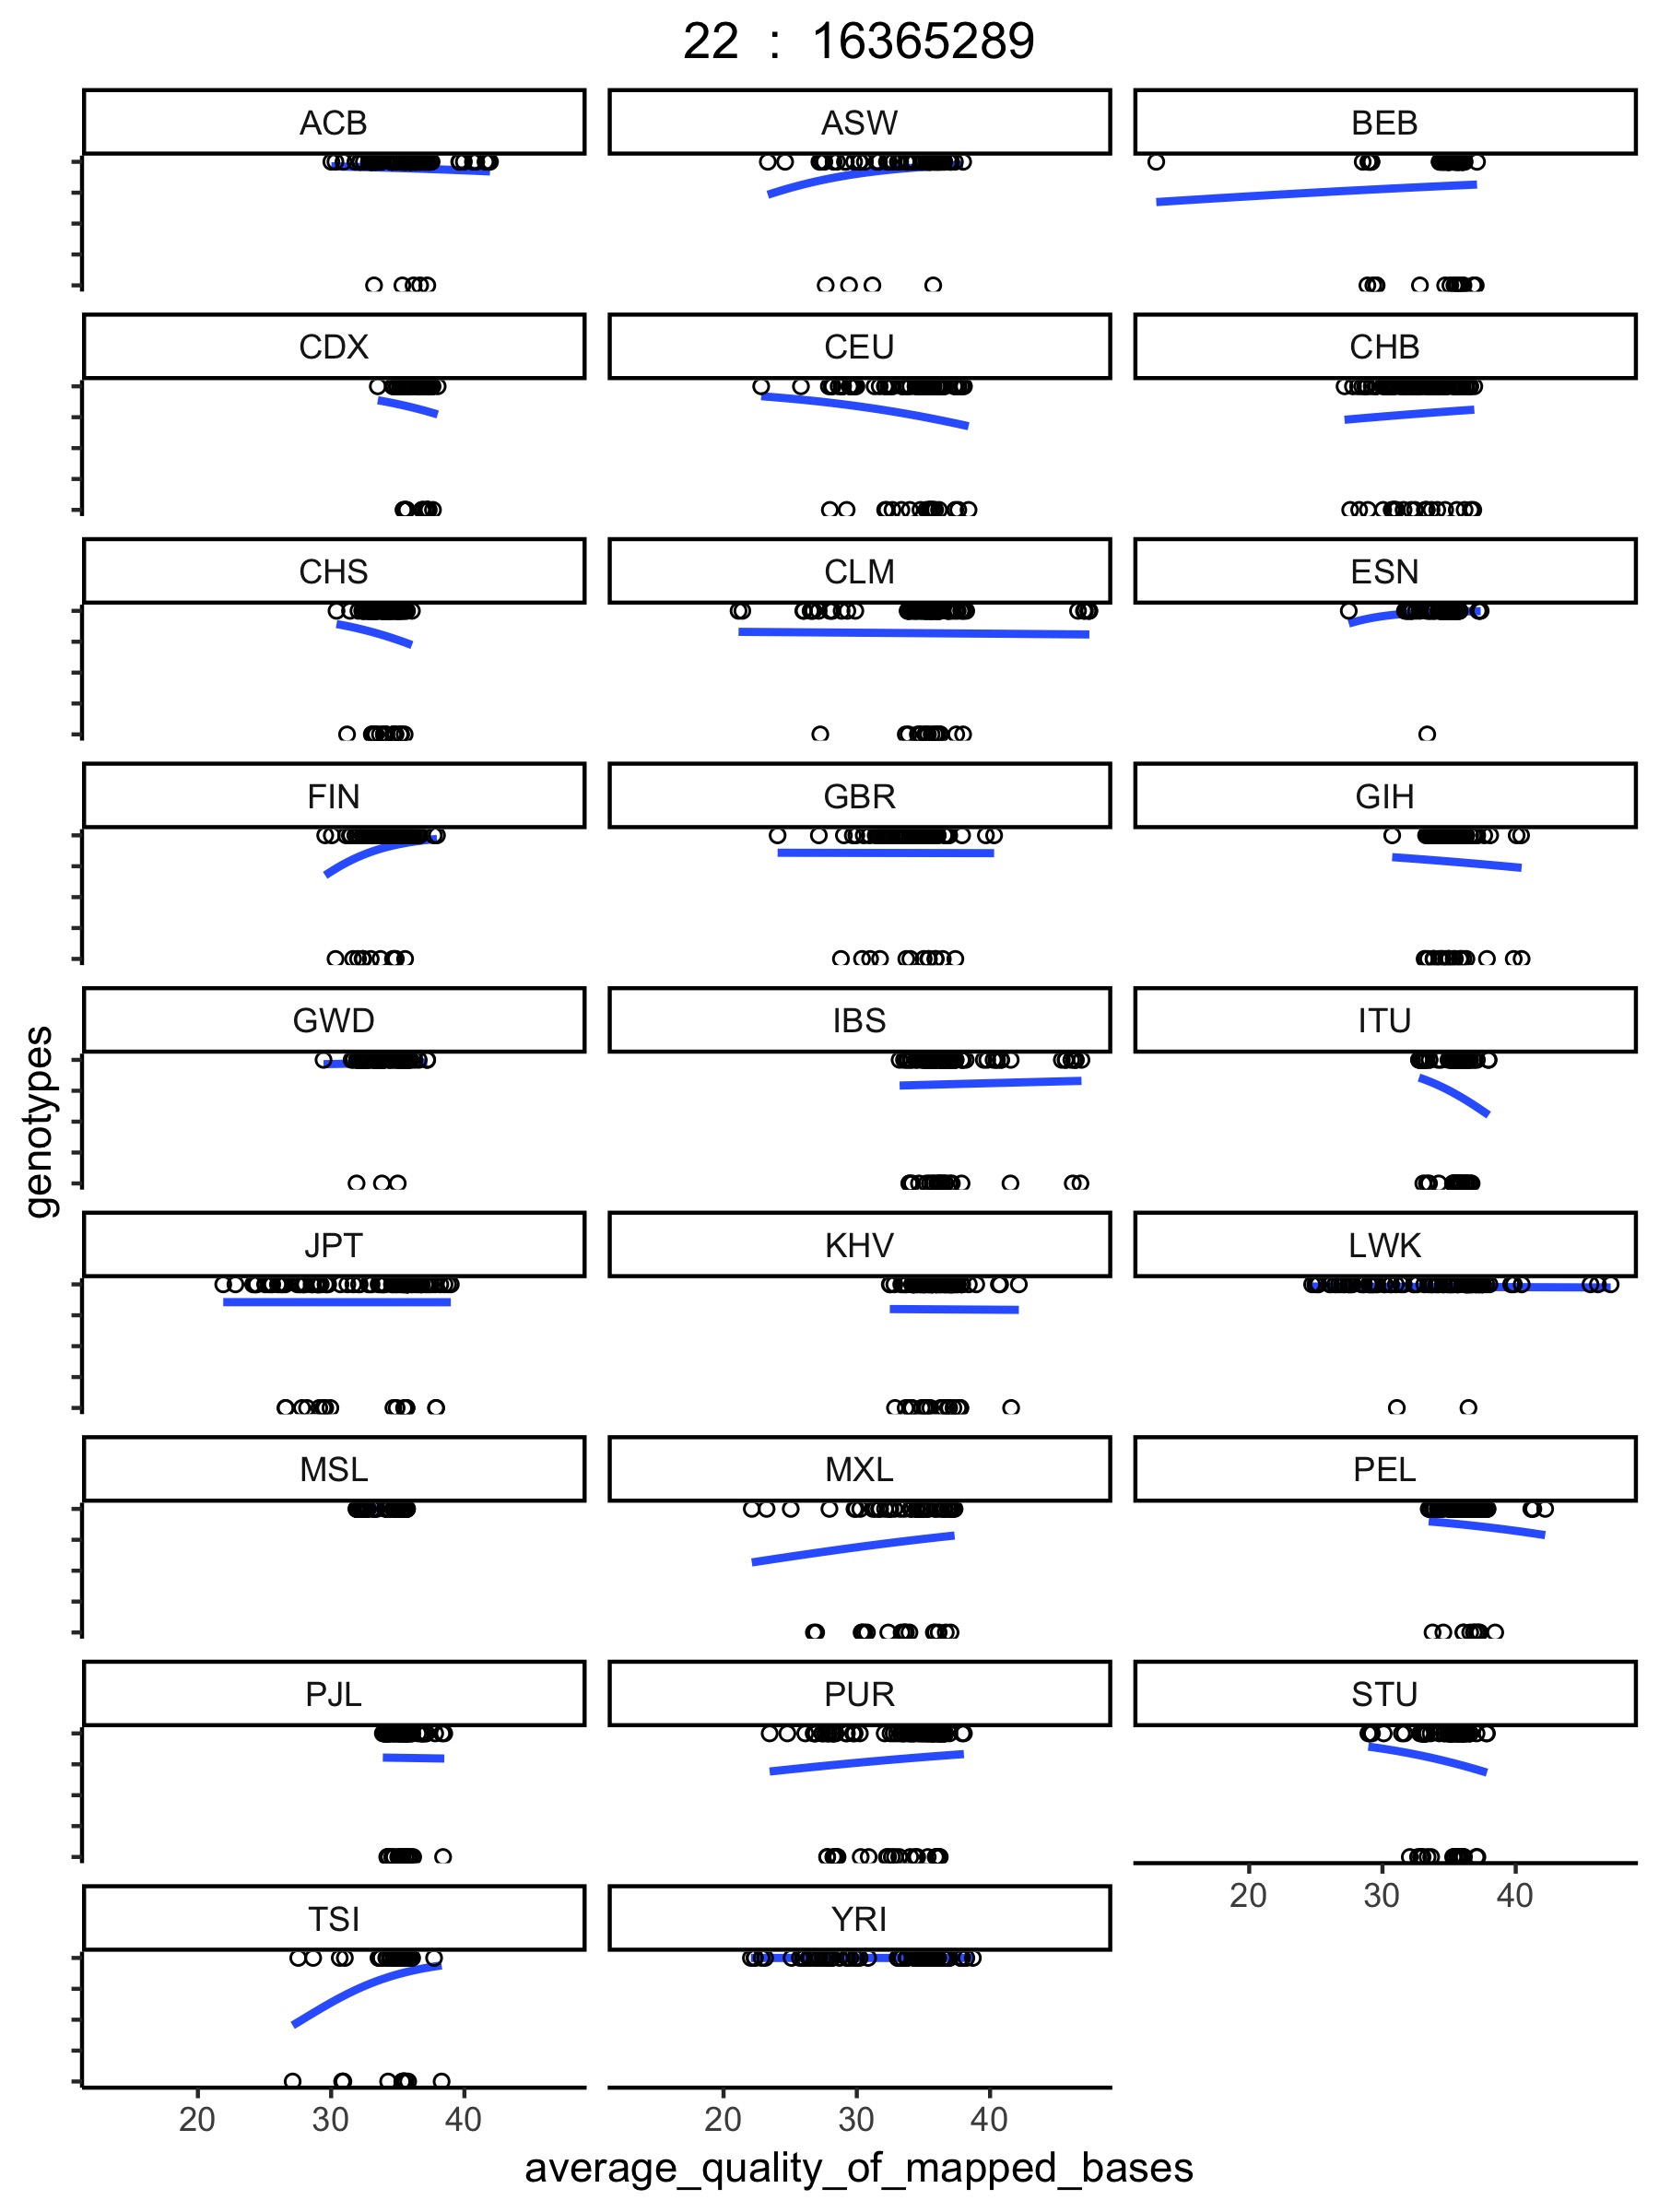 22 : 16365289
ACB ASW BEB
CDX CEU CHB
CHS CLM ESN
FIN GBR GIH
GWD IBS ITU
genotypes
JPT KHV LWK
MSL MXL PEL
PJL PUR STU
20 30 40
TSI YRI
20 30 40 20 30 40
average_quality_of_mapped_bases